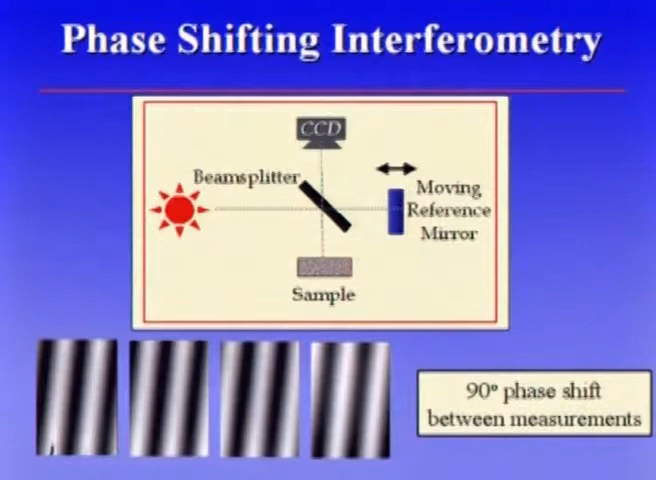 Phase Shifting Interferometry
CCD
Beamsplitter
Moving
Reference
Mirror
Sample
90° phase shift
between measurements